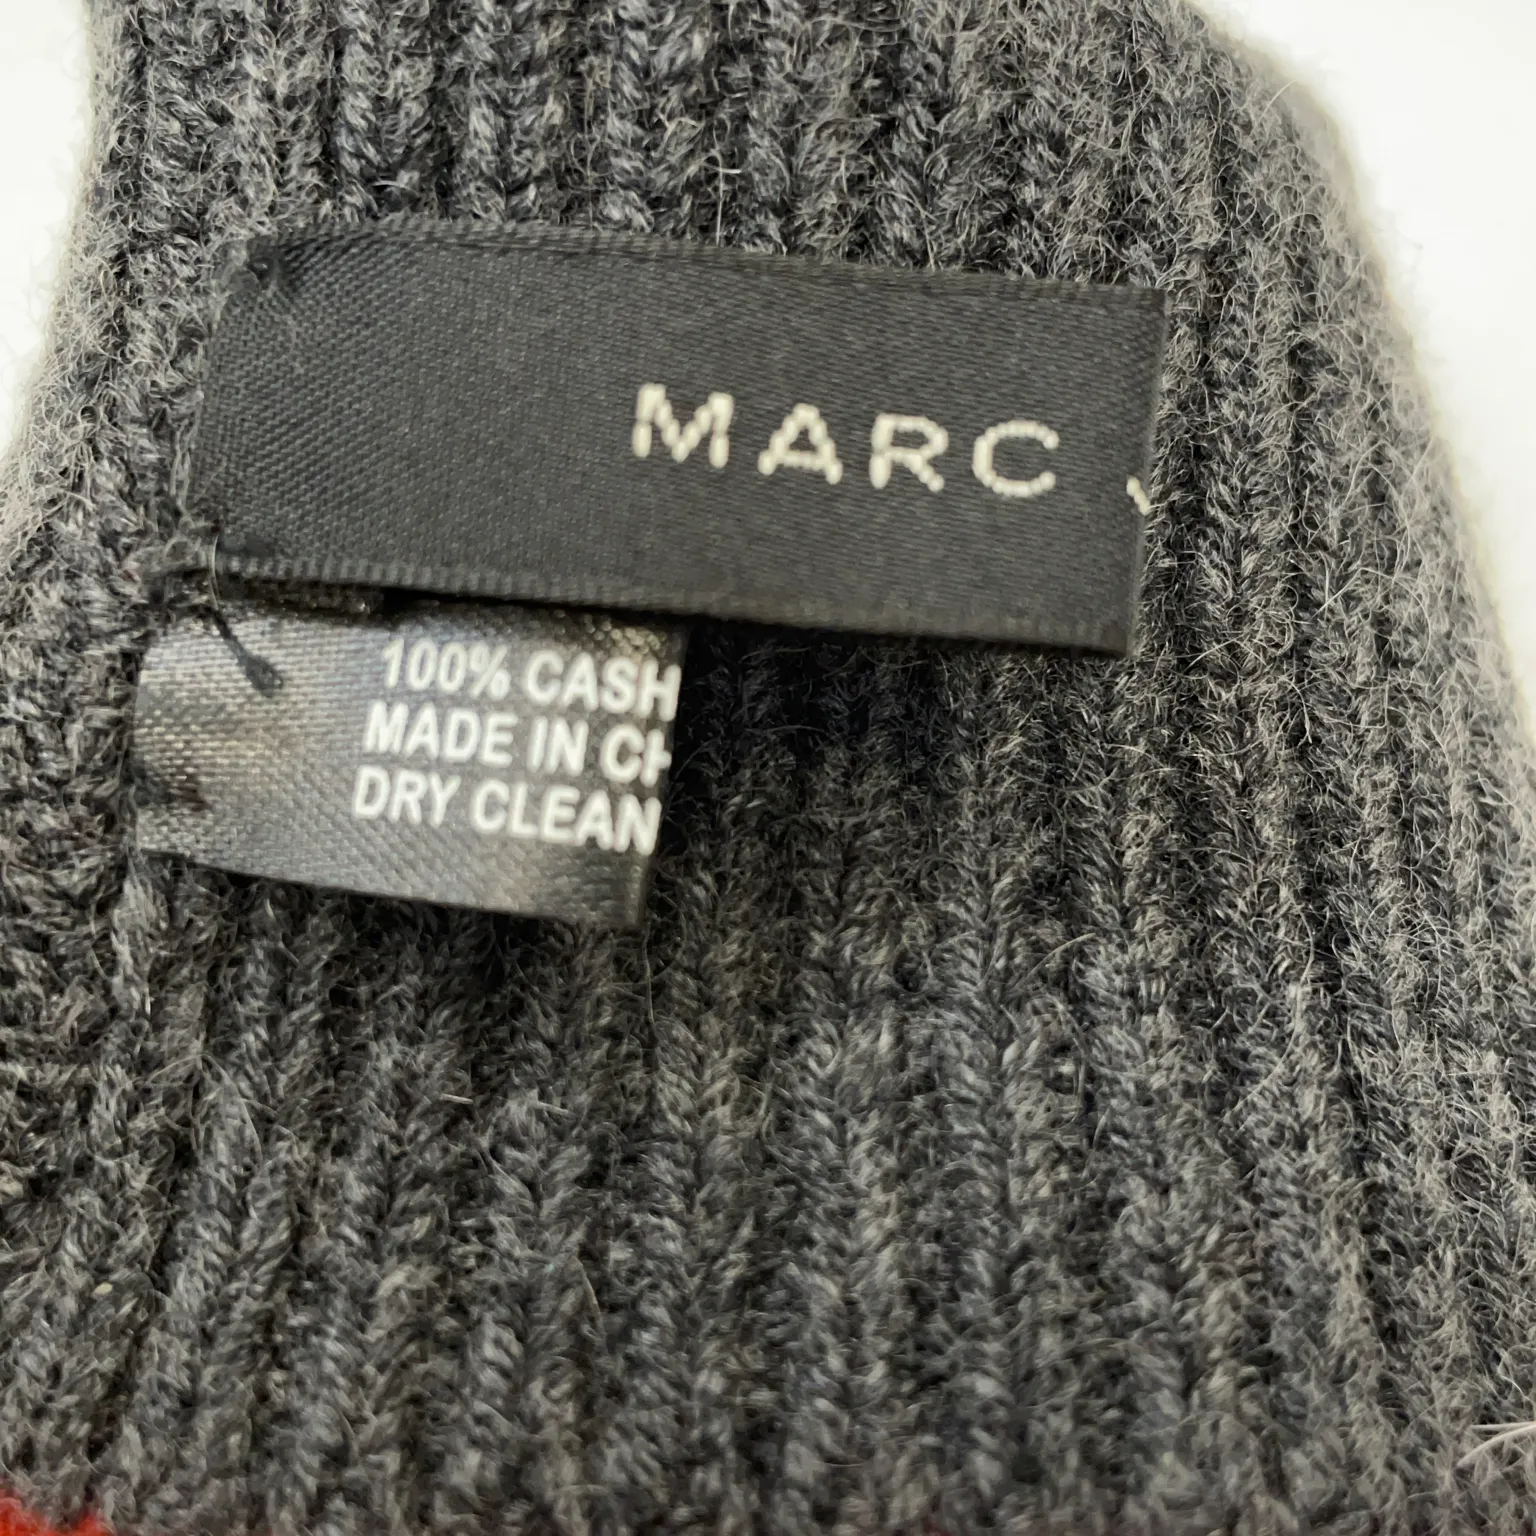 MARC
100% CASH
MADE IN CH
DRY CLEAN